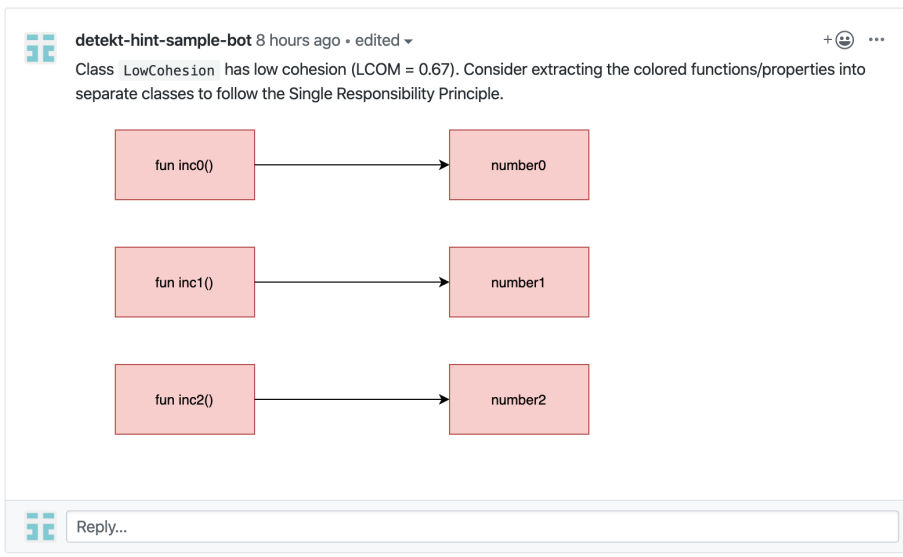 detekt-hint-sample-bot 8 hours ago • edited
Class LowCohesion has low cohesion (LCOM = 0.67). Consider extracting the colored functions/properties into
separate classes to follow the Single Responsibility Principle.
fun inc0() number0
fun inc1() number1
fun inc2() number2
Reply...